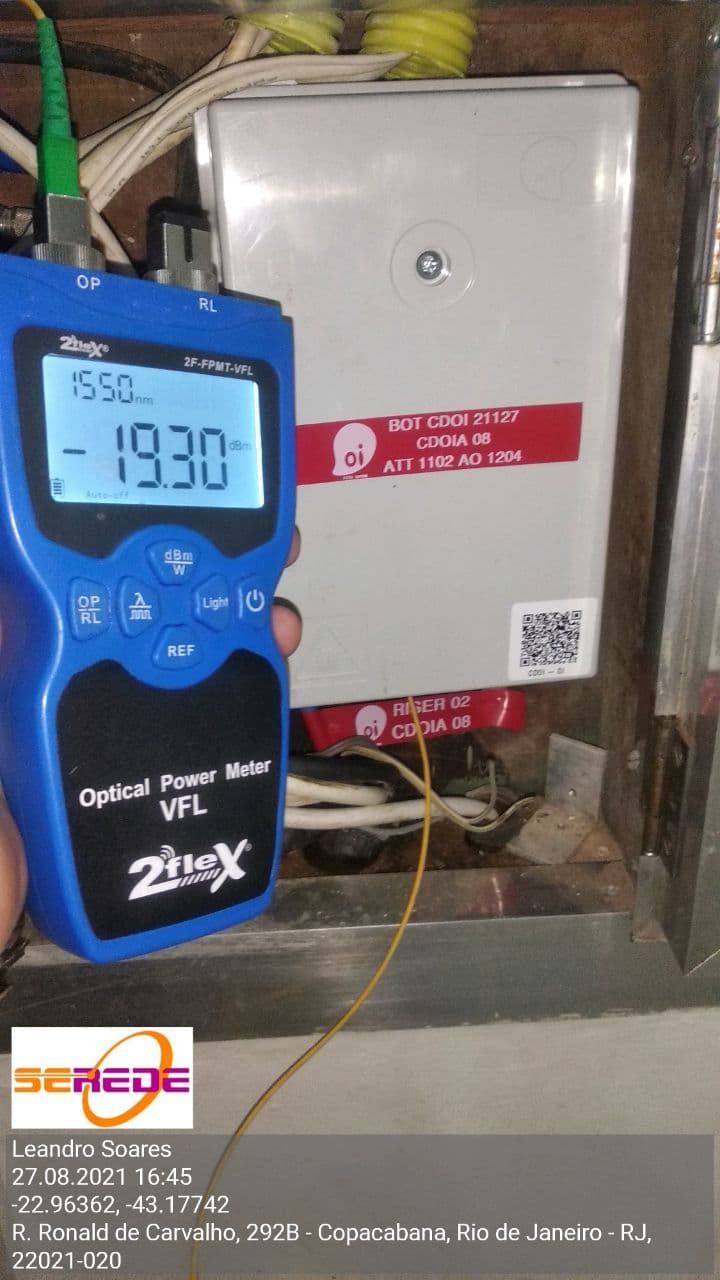 OP
RL
2flex®
2F-FPMT-VFL
1550nm
-19.30 dBm
Auto-off
dBm
W
OP
RL
λ
Light
REF
Optical Power Meter
VFL
2flex®
BOT CDOI 21127
CDOIA 08
ATT 1102 AO 1204
oi
CDOI - 01
RISER 02
CDOIA 08
oi
SEREDE
Leandro Soares
27.08.2021 16:45
-22.96362, -43.17742
R. Ronald de Carvalho, 292B - Copacabana, Rio de Janeiro - RJ,
22021-020